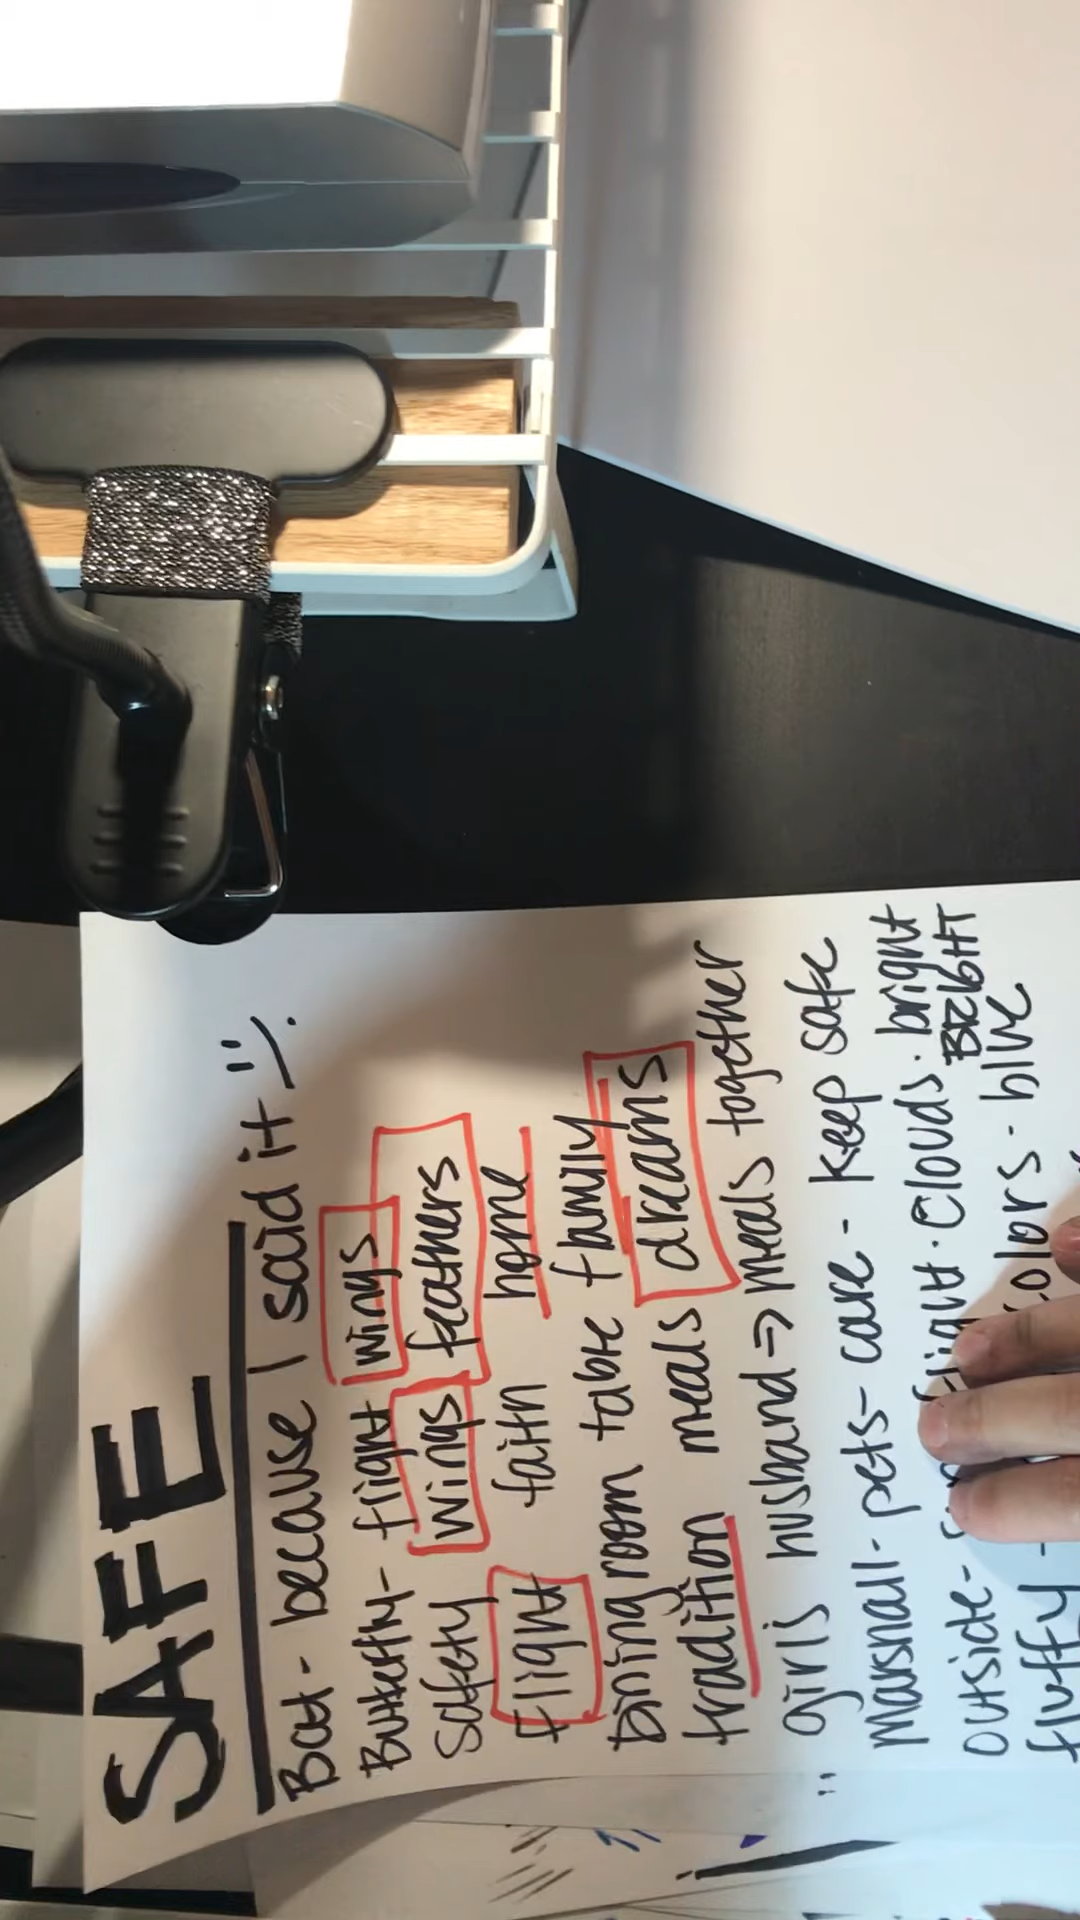 SAFE
Bat - because I said it
Butterfly - flight wings
safety wings feathers
flight faith home
Dining room table family
tradition meals dreams
girls husband => meals together
Marshall - pets - care - keep safe
outside - light · clouds · bright
BRIGHT
fluffy - colors - blue